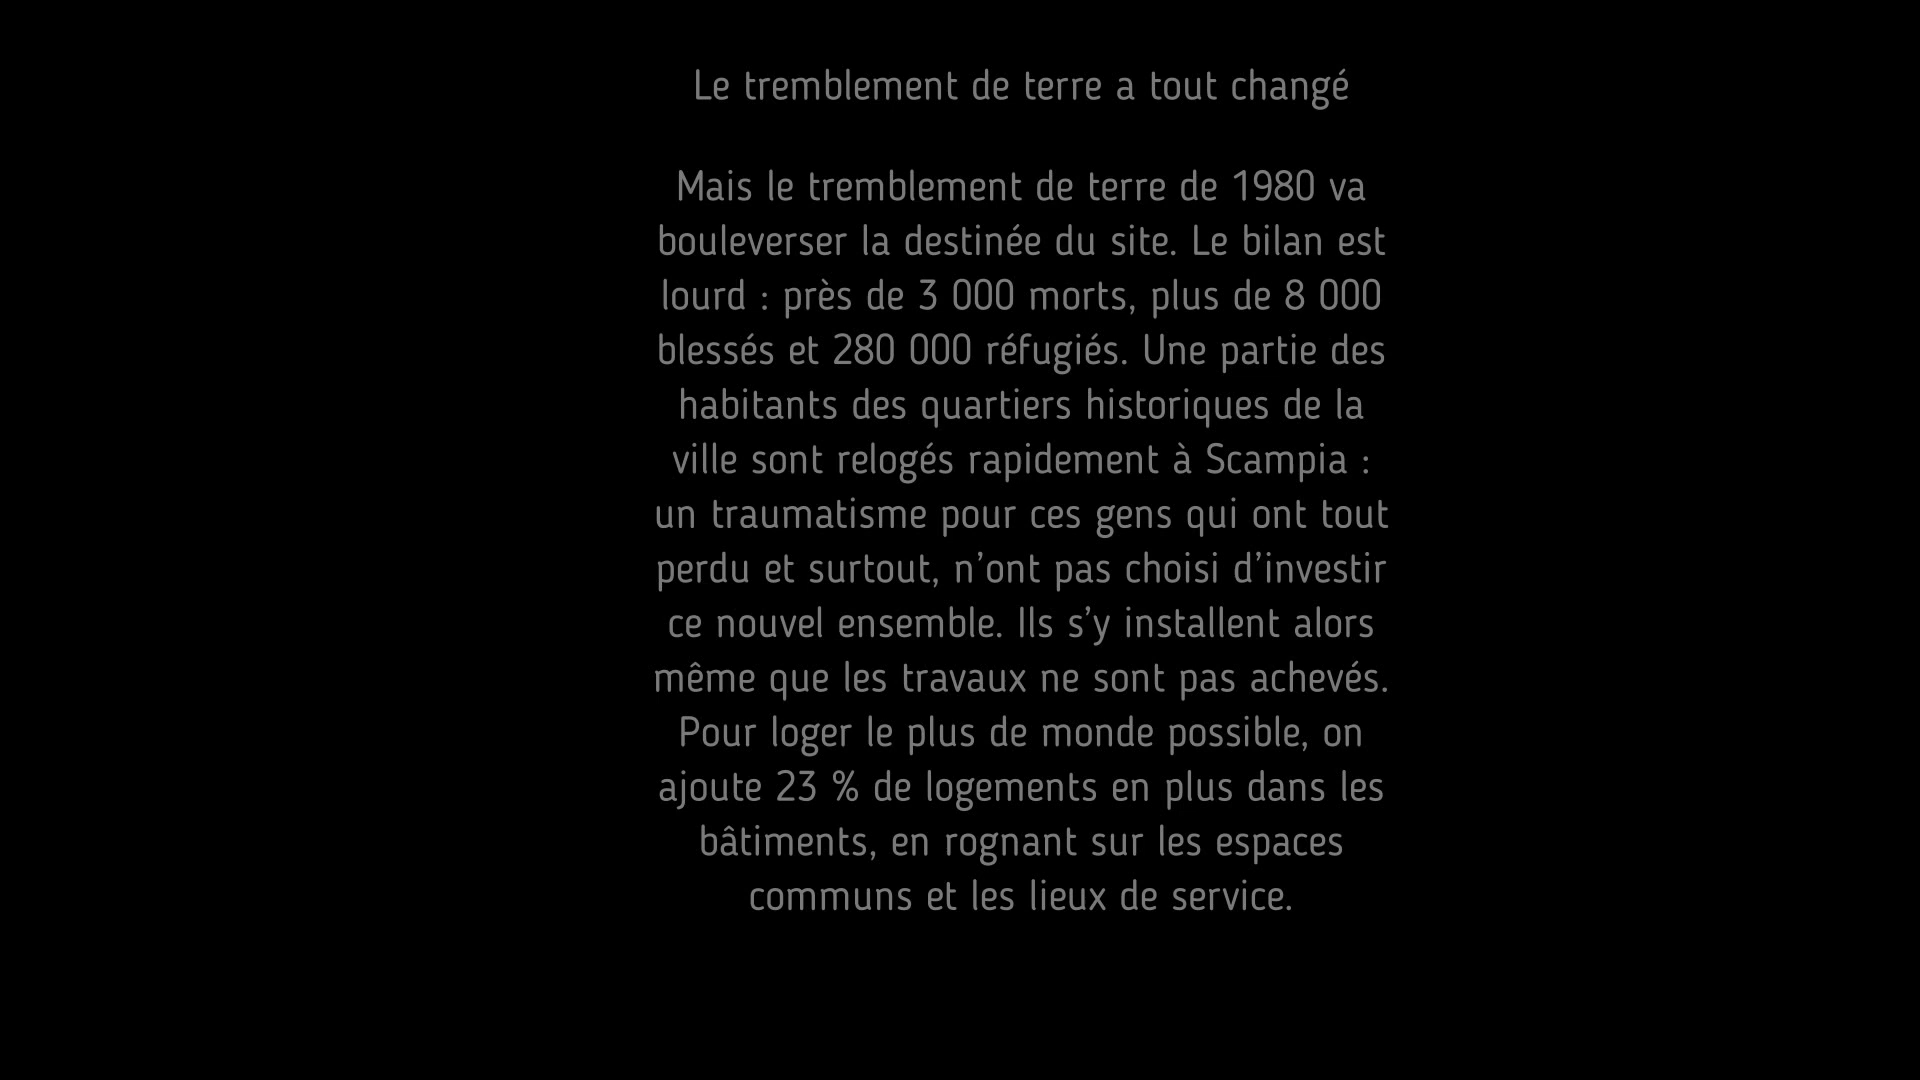 Le tremblement de terre a tout changé
Mais le tremblement de terre de 1980 va
bouleverser la destinée du site. Le bilan est
lourd : près de 3 000 morts, plus de 8 000
blessés et 280 000 réfugiés. Une partie des
habitants des quartiers historiques de la
ville sont relogés rapidement à Scampia :
un traumatisme pour ces gens qui ont tout
perdu et surtout, n’ont pas choisi d’investir
ce nouvel ensemble. Ils s’y installent alors
même que les travaux ne sont pas achevés.
Pour loger le plus de monde possible, on
ajoute 23 % de logements en plus dans les
bâtiments, en rognant sur les espaces
communs et les lieux de service.